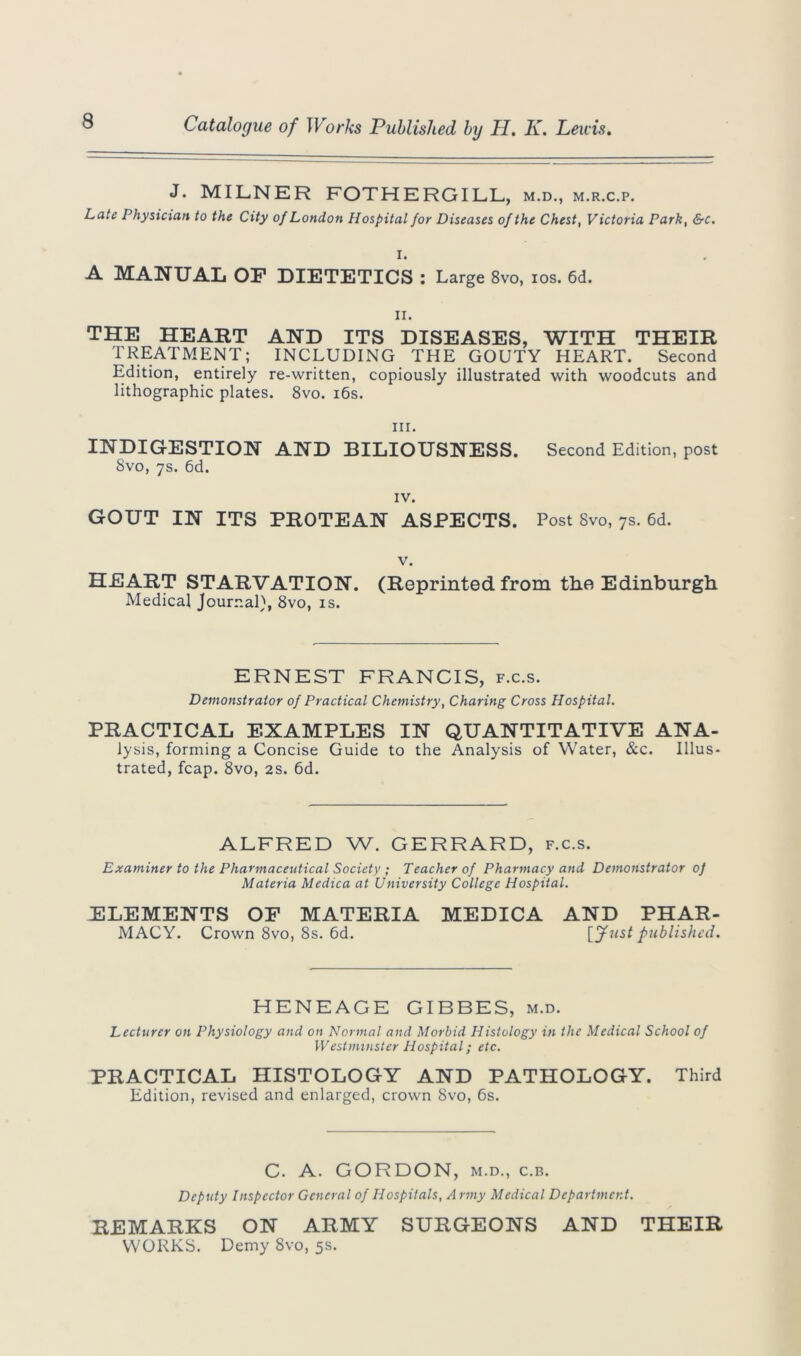 8 Catalogue of Works Published by H. K. Lewis.
J. MILNER FOTHERGILL, M.D., M.R.C.P.
Late Physician to the City of London Hospital for Diseases of the Chest, Victoria Park, &c.
I.
A MANUAL OF DIETETICS : Large 8vo, 10s. 6d.
II.
THE HEART AND ITS DISEASES, WITH THEIR
TREATMENT; INCLUDING THE GOUTY HEART. Second
Edition, entirely re-written, copiously illustrated with woodcuts and
lithographic plates. 8vo. 16s.
III.
INDIGESTION AND BILIOUSNESS. Second Edition, post
8vo, 7s. 6d.
IV.
GOUT IN ITS PROTEAN ASPECTS. Post 8vo, 7s. 6d.
V.
HEART STARVATION. (Reprinted from the Edinburgh
Medical Journal), 8vo, 1s.
ERNEST FRANCIS, F.C.S.
Demonstrator of Practical Chemistry, Charing Cross Hospital.
PRACTICAL EXAMPLES IN QUANTITATIVE ANA-
lysis, forming a Concise Guide to the Analysis of Water, &c. Illus-
trated, fcap. 8vo, 2s. 6d.
ALFRED W. GERRARD, F.C.S.
Examiner to the Pharmaceutical Society ; Teacher of Pharmacy and Demonstrator of
Materia Medica at University College Hospital.
ELEMENTS OF MATERIA MEDICA AND PHAR-
MACY. Crown 8vo, 8s. 6d. [Just published.
HENEAGE GIBBES, M.D.
Lecturer on Physiology and on Normal and Morbid Histology in the Medical School of
Westminster Hospital ; etc.
PRACTICAL HISTOLOGY AND PATHOLOGY. Third
Edition, revised and enlarged, crown 8vo, 6s.
C. A. GORDON, M.D., C.B.
Deputy Inspector General of Hospitals, Army Medical Department.
REMARKS ON ARMY SURGEONS AND THEIR
WORKS. Demy 8vo, 5s.